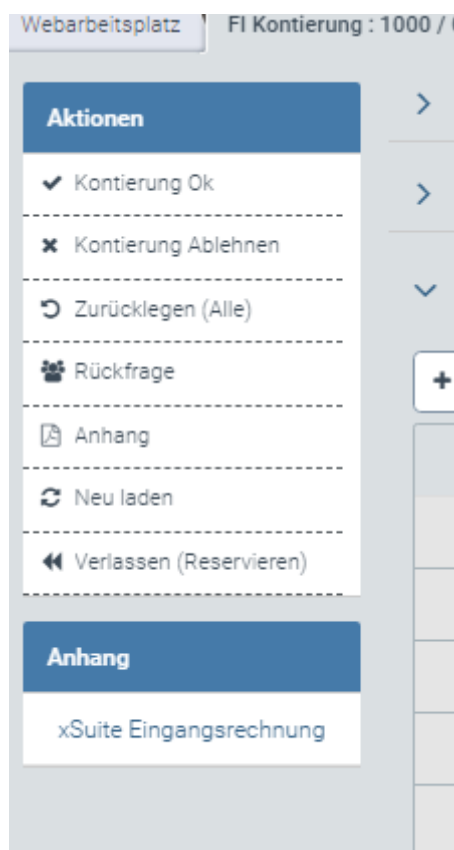 Webarbeitsplatz
FI Kontierung : 1000 /
Aktionen
Kontierung Ok
Kontierung Ablehnen
Zurücklegen (Alle)
Rückfrage
Anhang
Neu laden
Verlassen (Reservieren)
Anhang
xSuite Eingangsrechnung